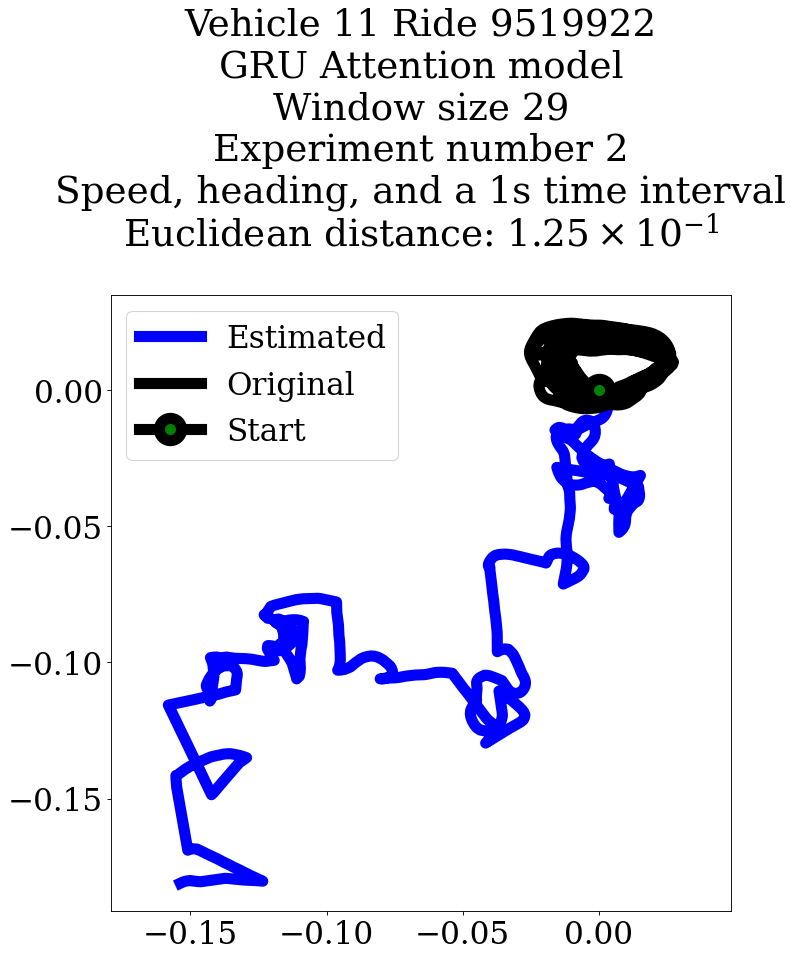 Vehicle 11 Ride 9519922
GRU Attention model
Window size 29
Experiment number 2
Speed, heading, and a 1s time interval
Euclidean distance: 1.25 × 10⁻¹
Estimated
Original
Start
0.00
−0.05
−0.10
−0.15
−0.15 −0.10 −0.05 0.00